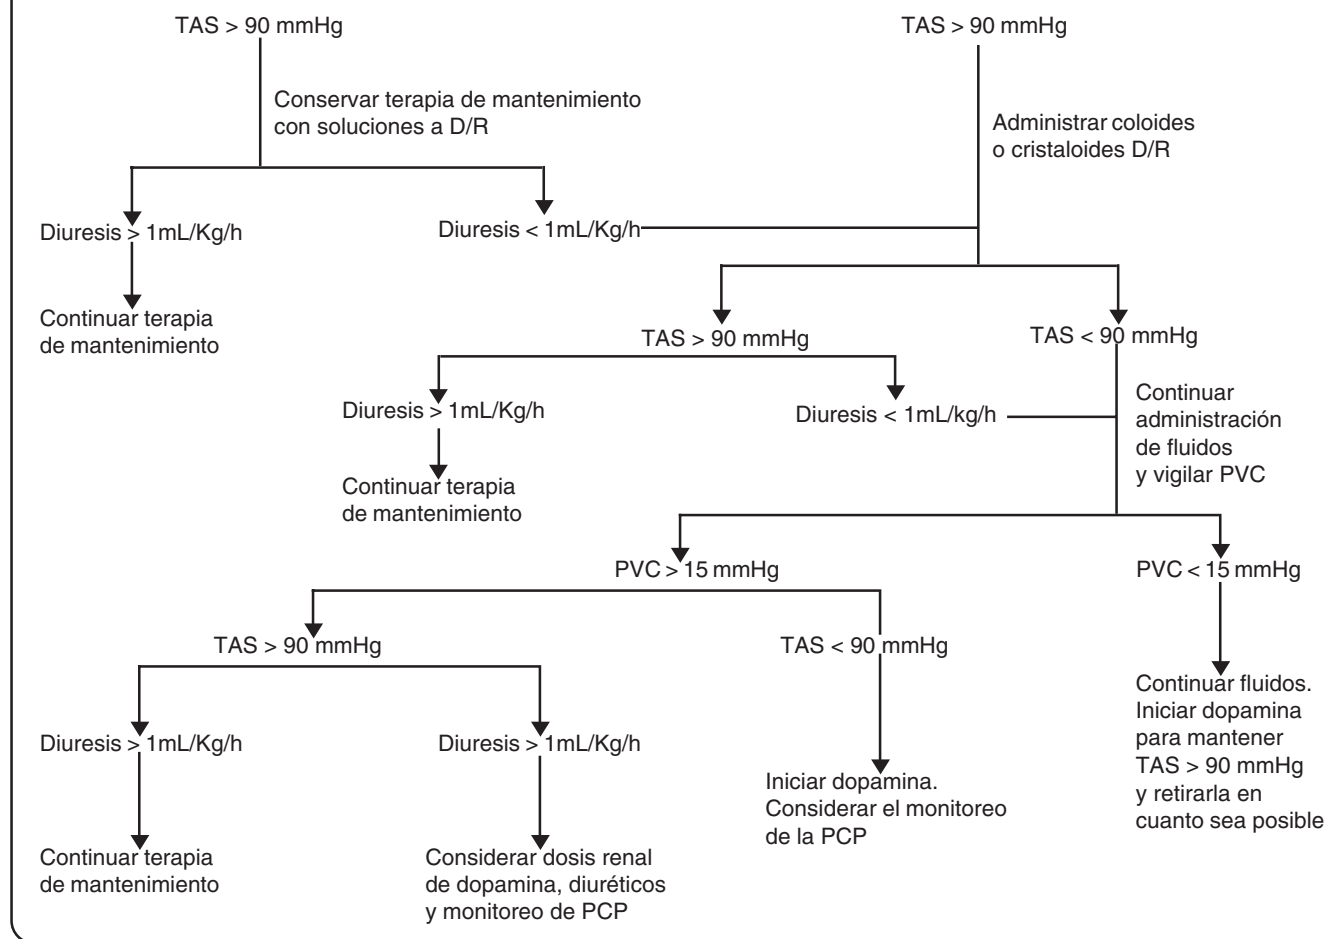 TAS > 90 mmHg
TAS > 90 mmHg
Conservar terapia de mantenimiento
con soluciones a D/R
Administrar coloides
o cristaloides D/R
Diuresis > 1mL/Kg/h
Diuresis < 1mL/Kg/h
Continuar terapia
de mantenimiento
TAS > 90 mmHg
TAS < 90 mmHg
Diuresis > 1mL/Kg/h
Diuresis < 1mL/kg/h
Continuar
administración
de fluidos
y vigilar PVC
Continuar terapia
de mantenimiento
PVC > 15 mmHg
PVC < 15 mmHg
TAS > 90 mmHg
TAS < 90 mmHg
Continuar fluidos.
Iniciar dopamina
para mantener
TAS > 90 mmHg
y retirarla en
cuanto sea posible
Diuresis > 1mL/Kg/h
Diuresis > 1mL/Kg/h
Iniciar dopamina.
Considerar el monitoreo
de la PCP
Continuar terapia
de mantenimiento
Considerar dosis renal
de dopamina, diuréticos
y monitoreo de PCP